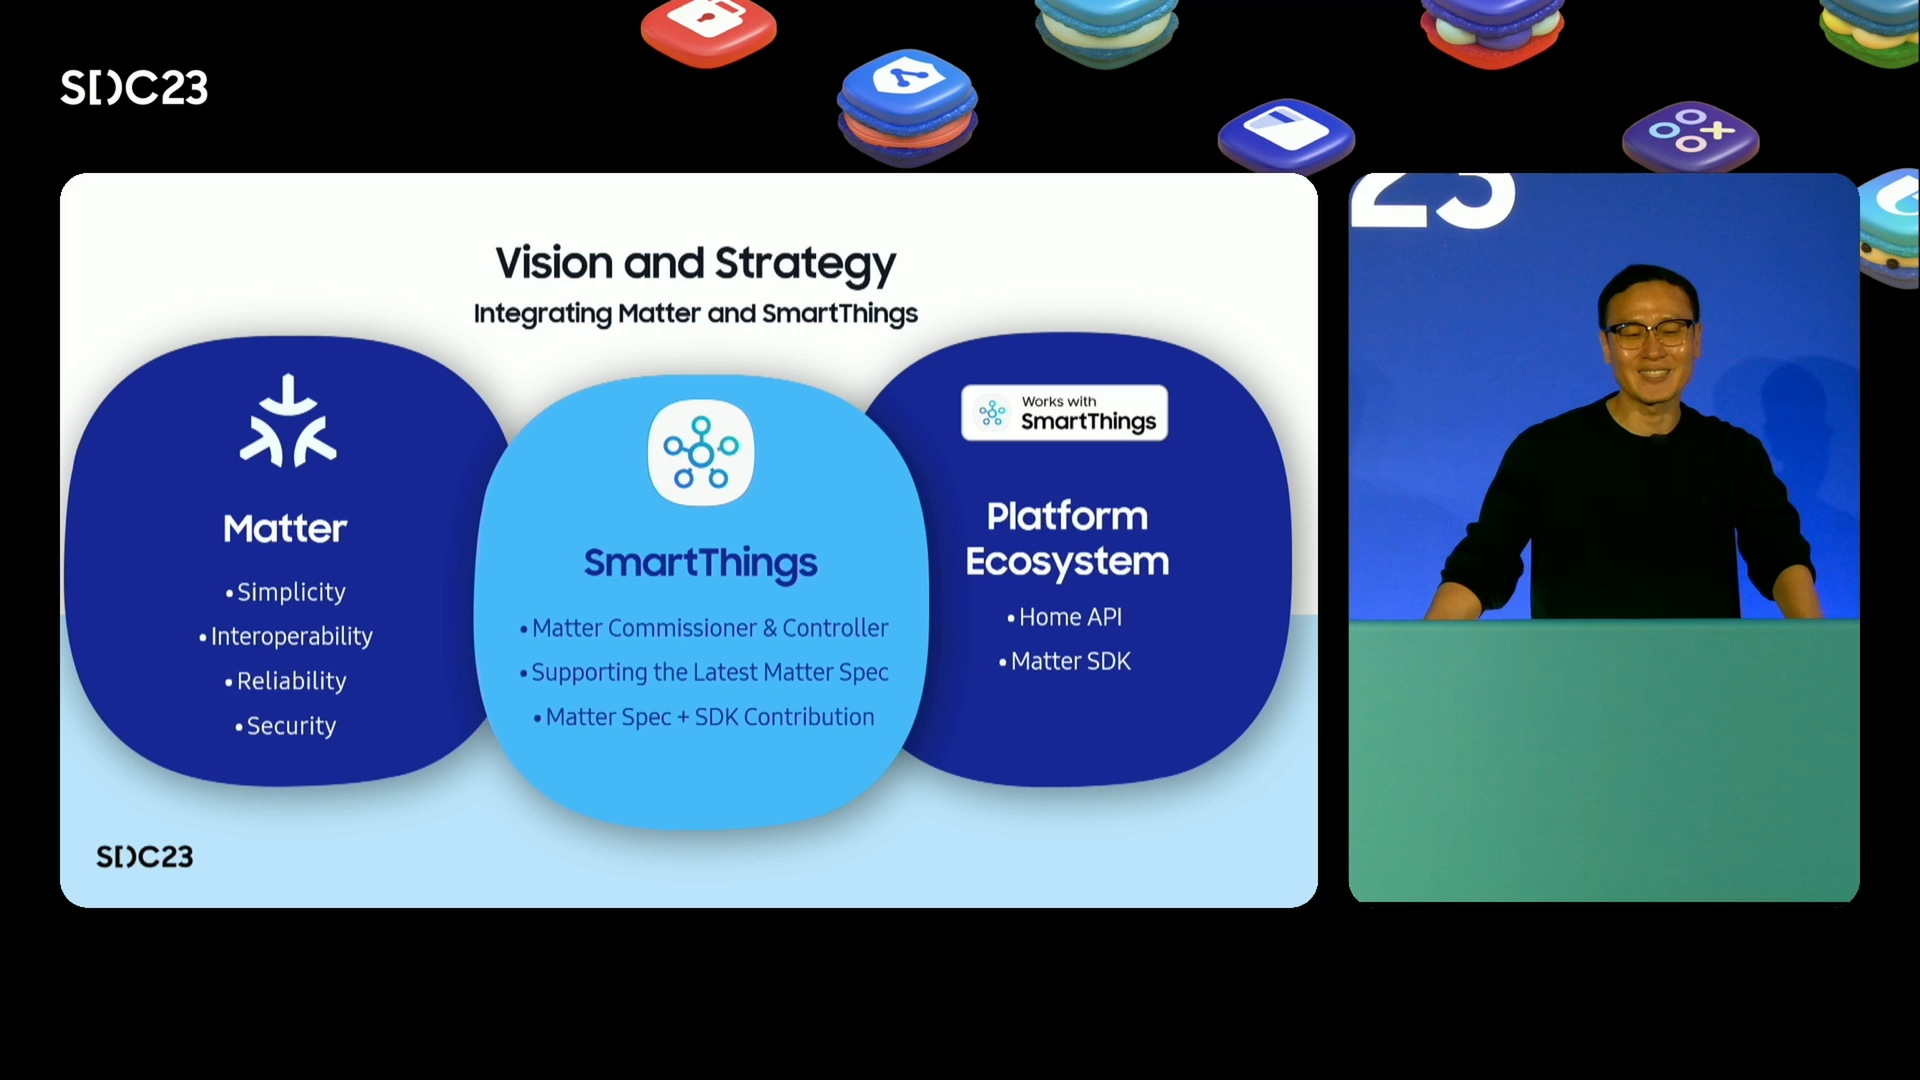 SDC23
Vision and Strategy
Integrating Matter and SmartThings
Matter
• Simplicity
• Interoperability
• Reliability
• Security
SmartThings
• Matter Commissioner & Controller
• Supporting the Latest Matter Spec
• Matter Spec + SDK Contribution
Works with
SmartThings
Platform
Ecosystem
• Home API
• Matter SDK
SDC23
23